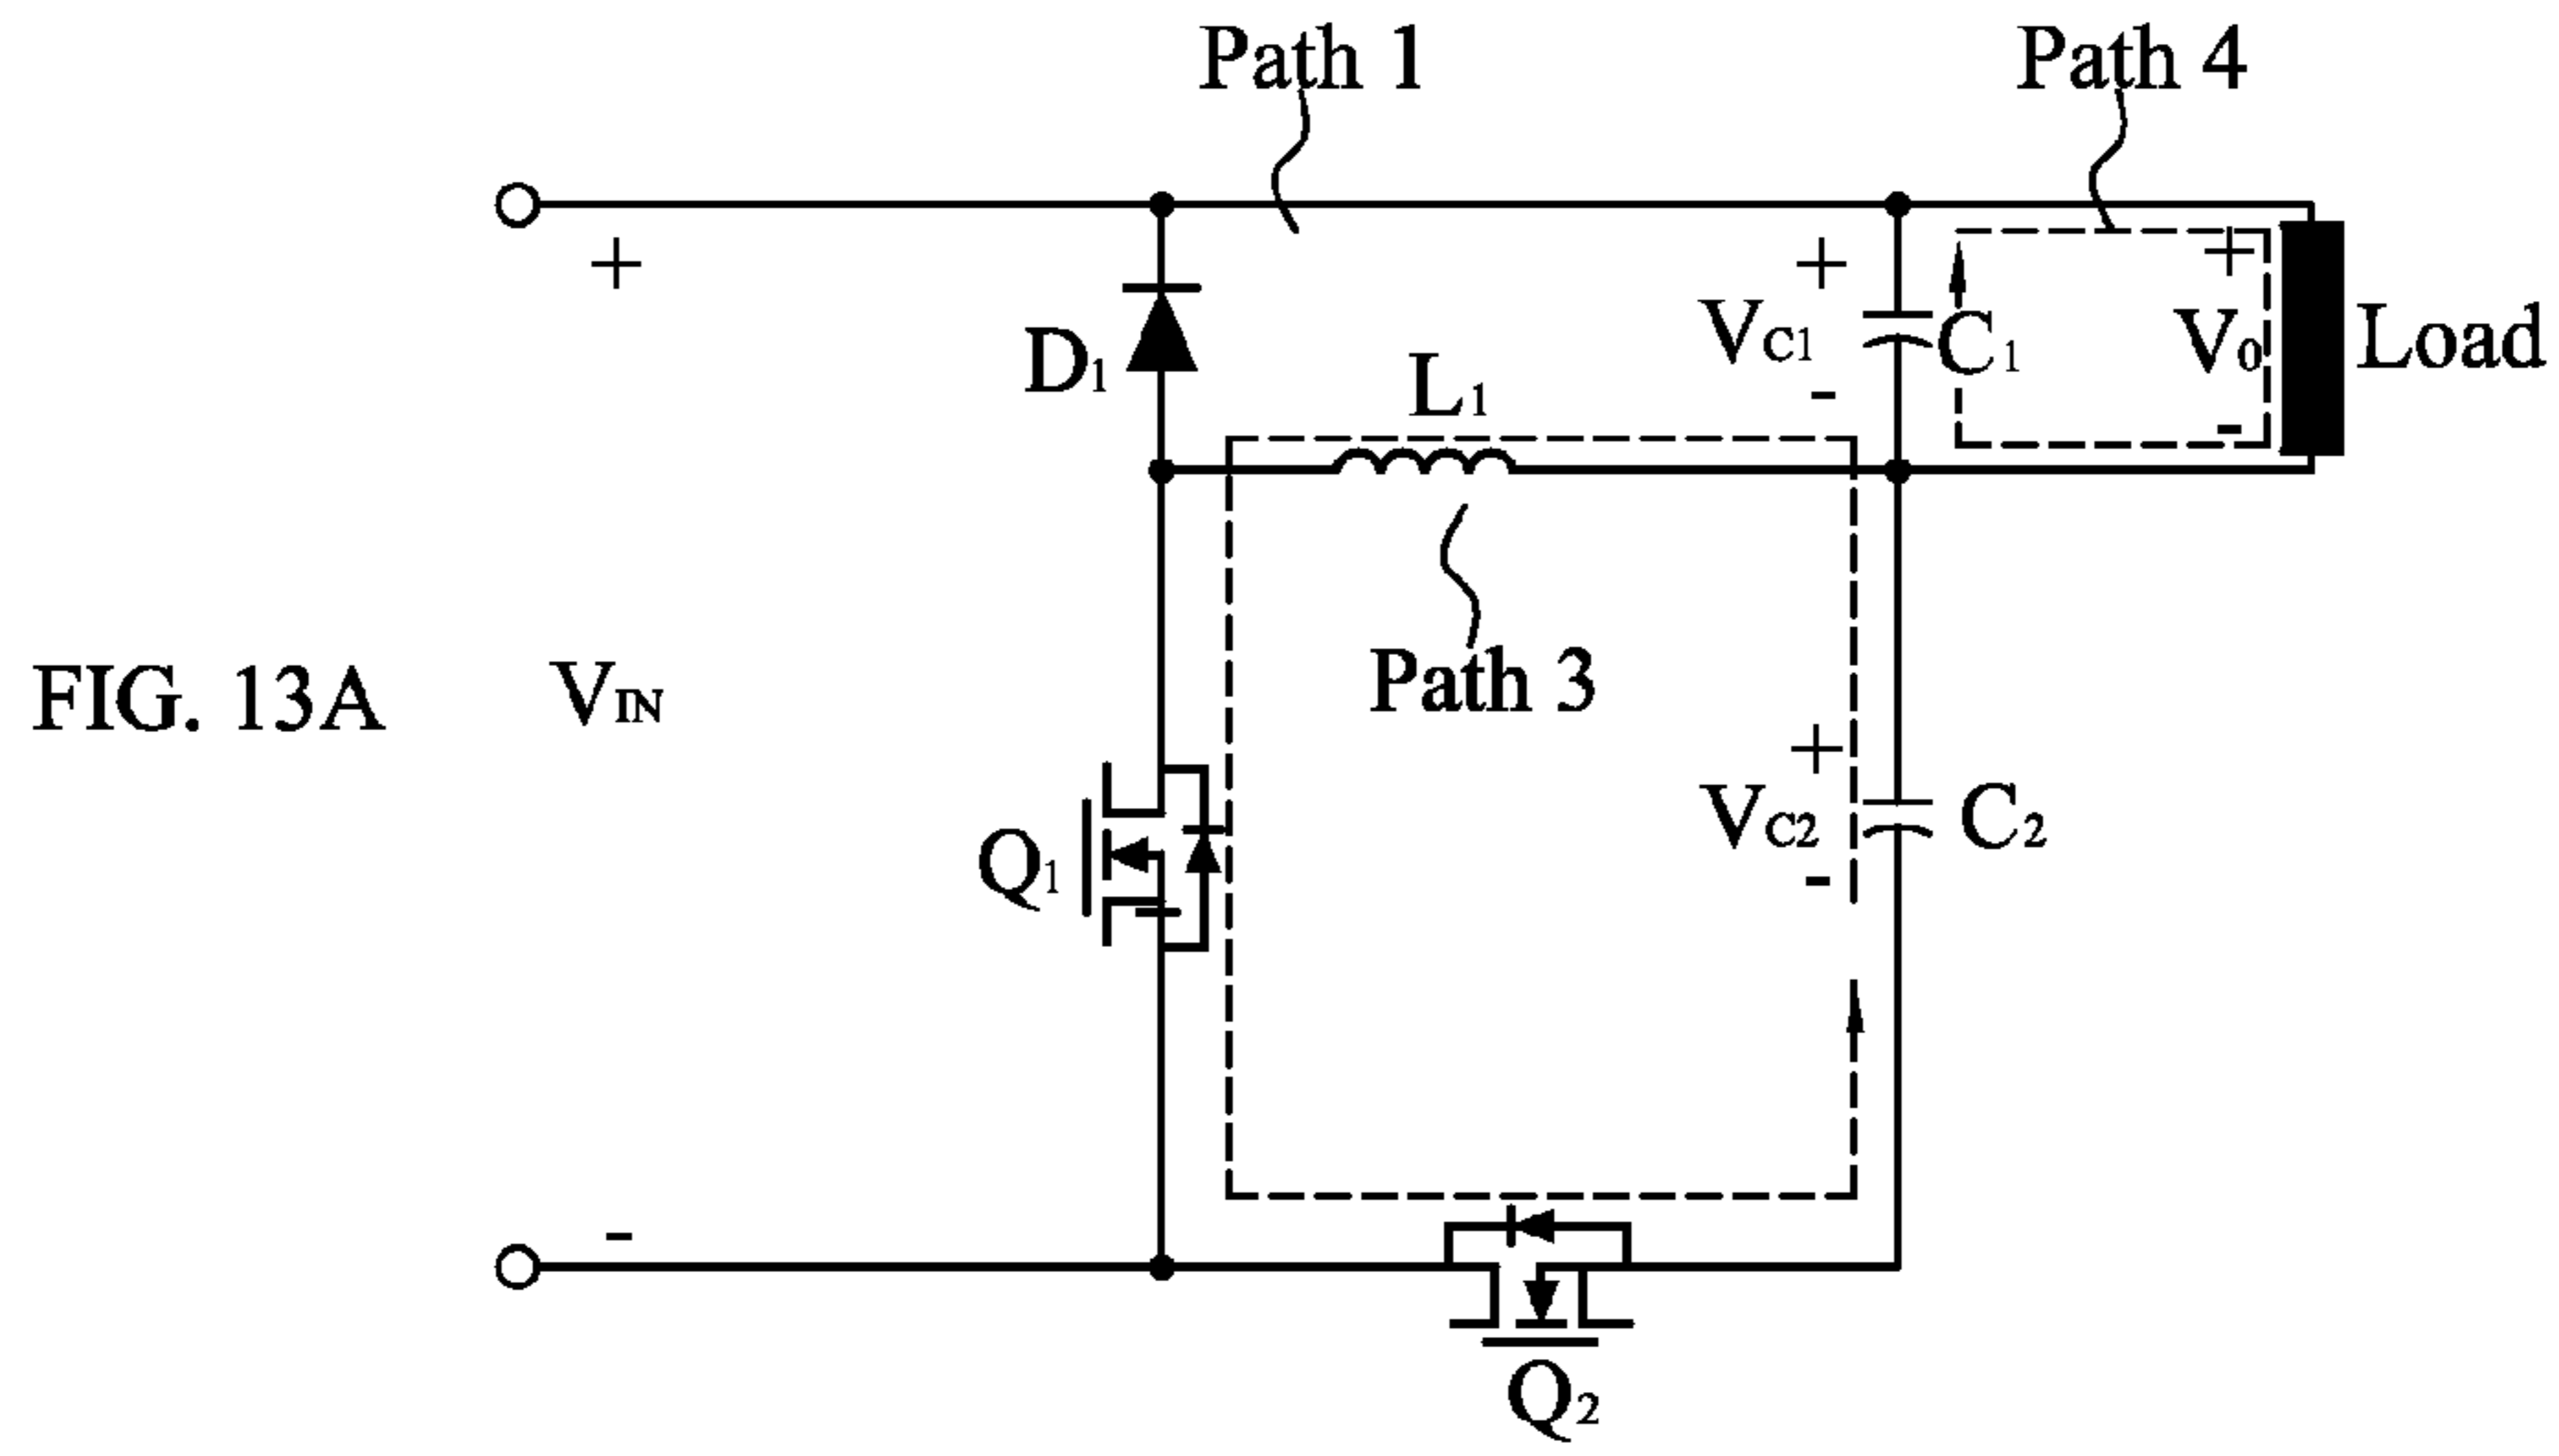 Path 1
Path 4
+
+
+
D1
VC1
C1
V0
Load
-
-
L1
Path 3
FIG. 13A
VIN
+
Q1
VC2
C2
-
-
Q2